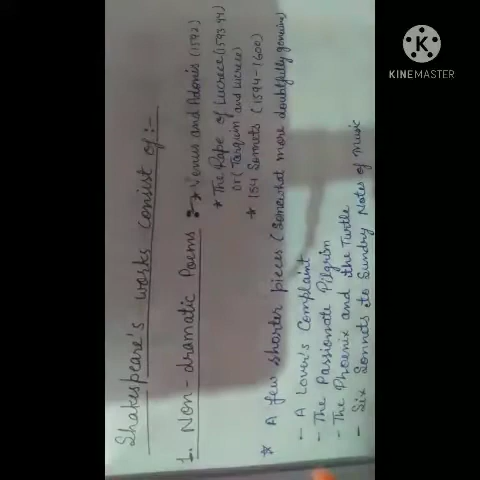 Shakespeare's works consist of :-
1. Non-dramatic Poems :→ Venus and Adonis (1592)
* The Rape of Lucrece (1593-94)
or (Tarquin and Lucrece)
* 154 Sonnets (1594-1600)
* A few shorter pieces (Somewhat more doubtfully genuine)
- A Lover's Complaint
- The Passionate Pilgrim
- The Phoenix and the Turtle
- Six Sonnets to Sundry Notes of Music
K
KINEMASTER